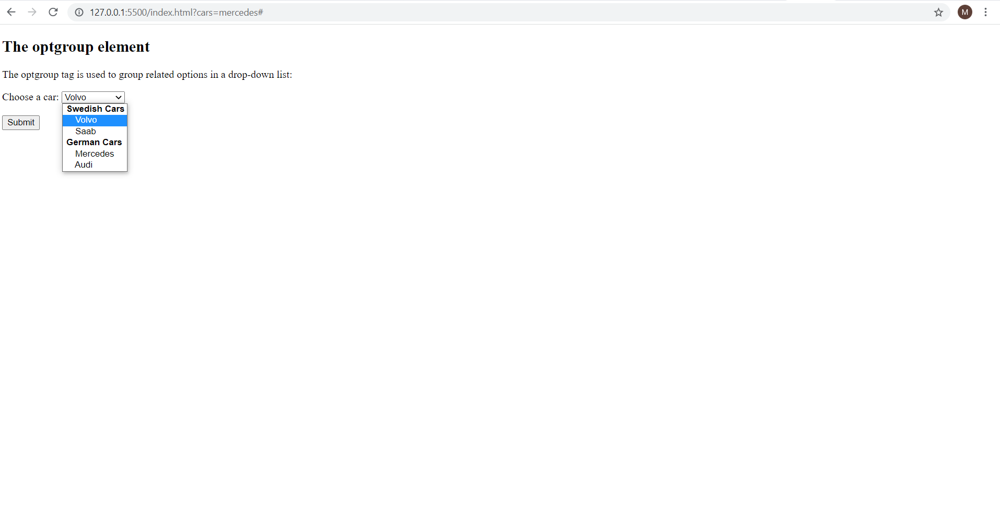 127.0.0.1:5500/index.html?cars=mercedes#
M
The optgroup element
The optgroup tag is used to group related options in a drop-down list:
Choose a car: Volvo
Swedish Cars
Volvo
Saab
German Cars
Mercedes
Audi
Submit